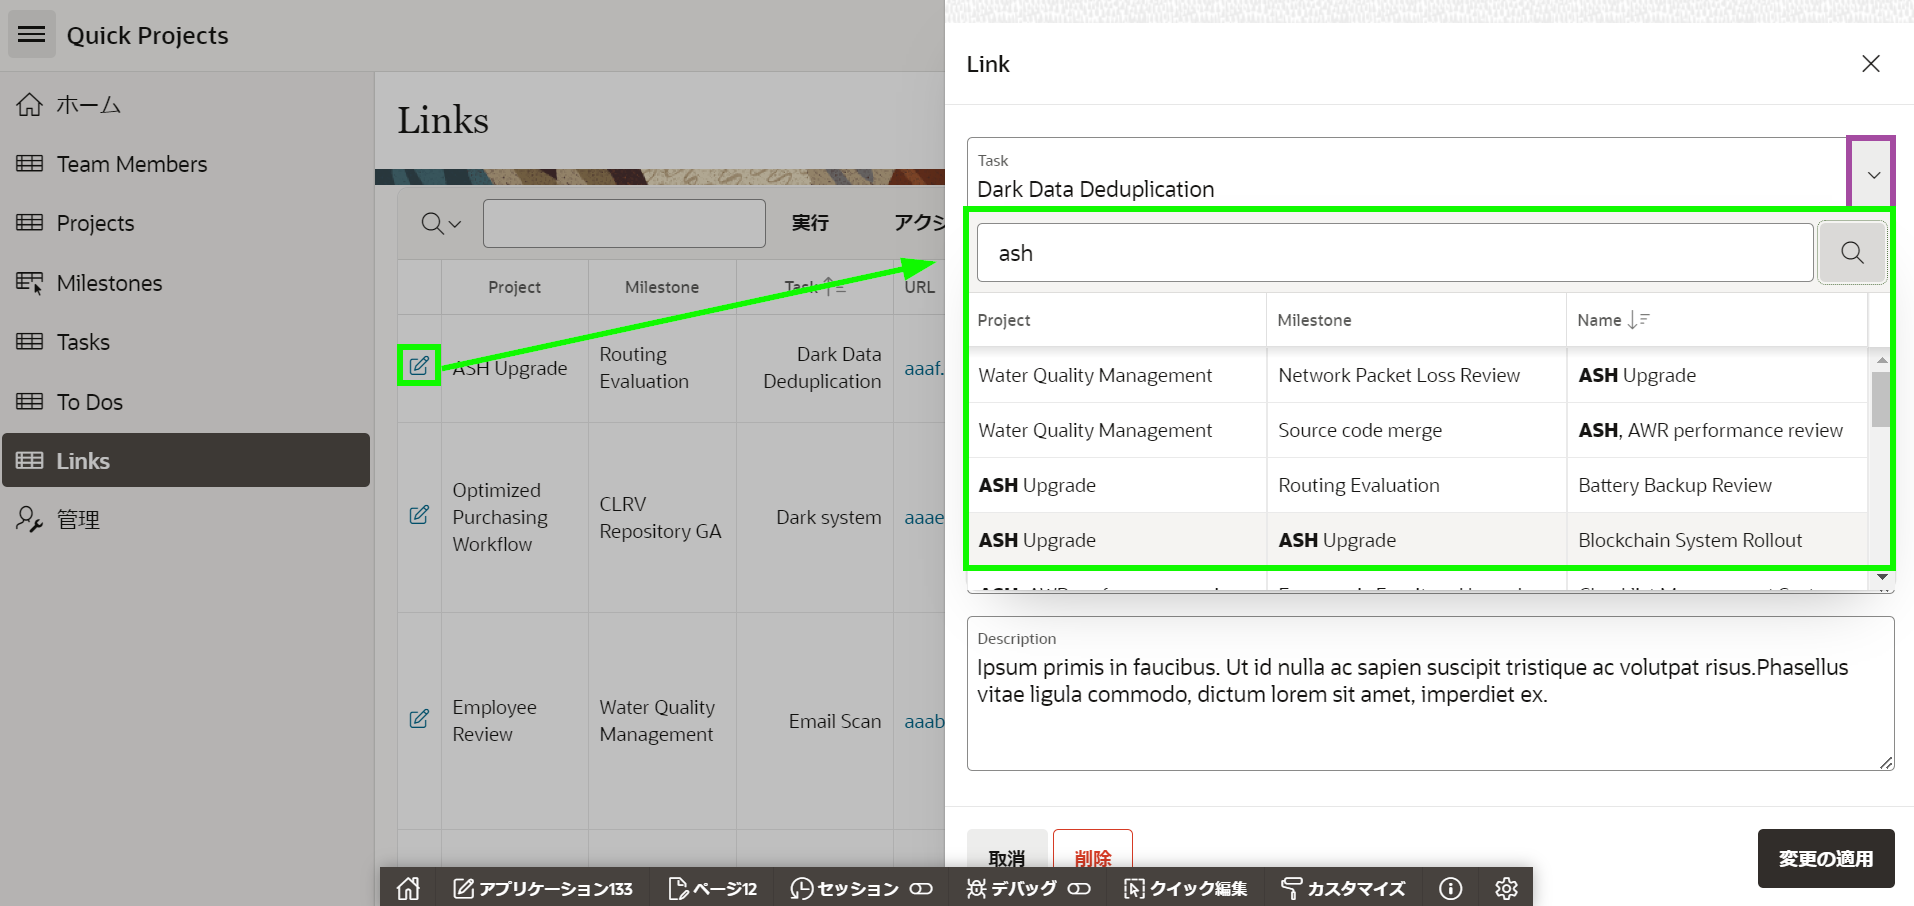 Quick Projects
ホーム
Team Members
Projects
Milestones
Tasks
To Dos
Links
管理
Links
実行
アクシ
Project
Milestone
Task
URL
ASH Upgrade
Routing
Evaluation
Dark Data
Deduplication
aaaf.
Optimized
Purchasing
Workflow
CLRV
Repository GA
Dark system
aaae
Employee
Review
Water Quality
Management
Email Scan
aaab
Link
Task
Dark Data Deduplication
ash
Project
Milestone
Name
Water Quality Management
Network Packet Loss Review
ASH Upgrade
Water Quality Management
Source code merge
ASH, AWR performance review
ASH Upgrade
Routing Evaluation
Battery Backup Review
ASH Upgrade
ASH Upgrade
Blockchain System Rollout
Description
Ipsum primis in faucibus. Ut id nulla ac sapien suscipit tristique ac volutpat risus.Phasellus
vitae ligula commodo, dictum lorem sit amet, imperdiet ex.
取消
削除
変更の適用
アプリケーション133
ページ12
セッション
デバッグ
クイック編集
カスタマイズ